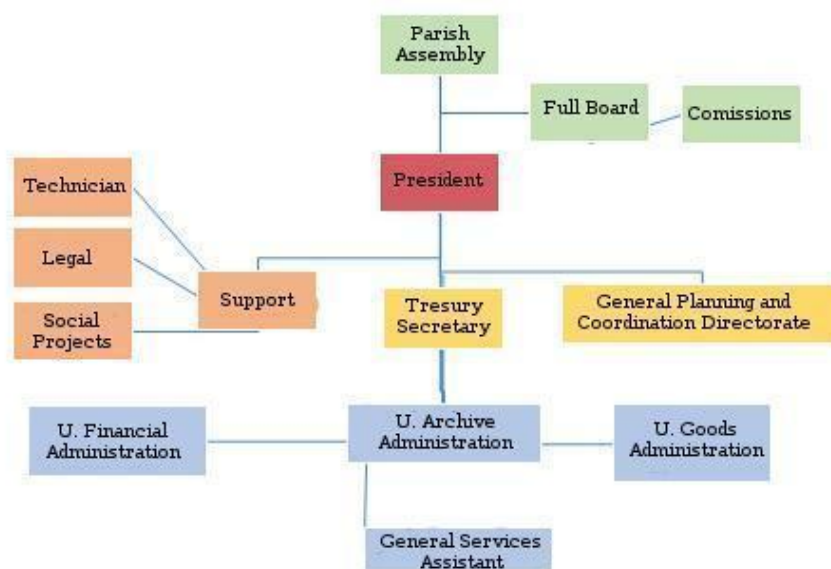 Parish
Assembly
Full Board
Comissions
President
Technician
Legal
Social
Projects
Support
Tresury
Secretary
General Planning and
Coordination Directorate
U. Financial
Administration
U. Archive
Administration
U. Goods
Administration
General Services
Assistant